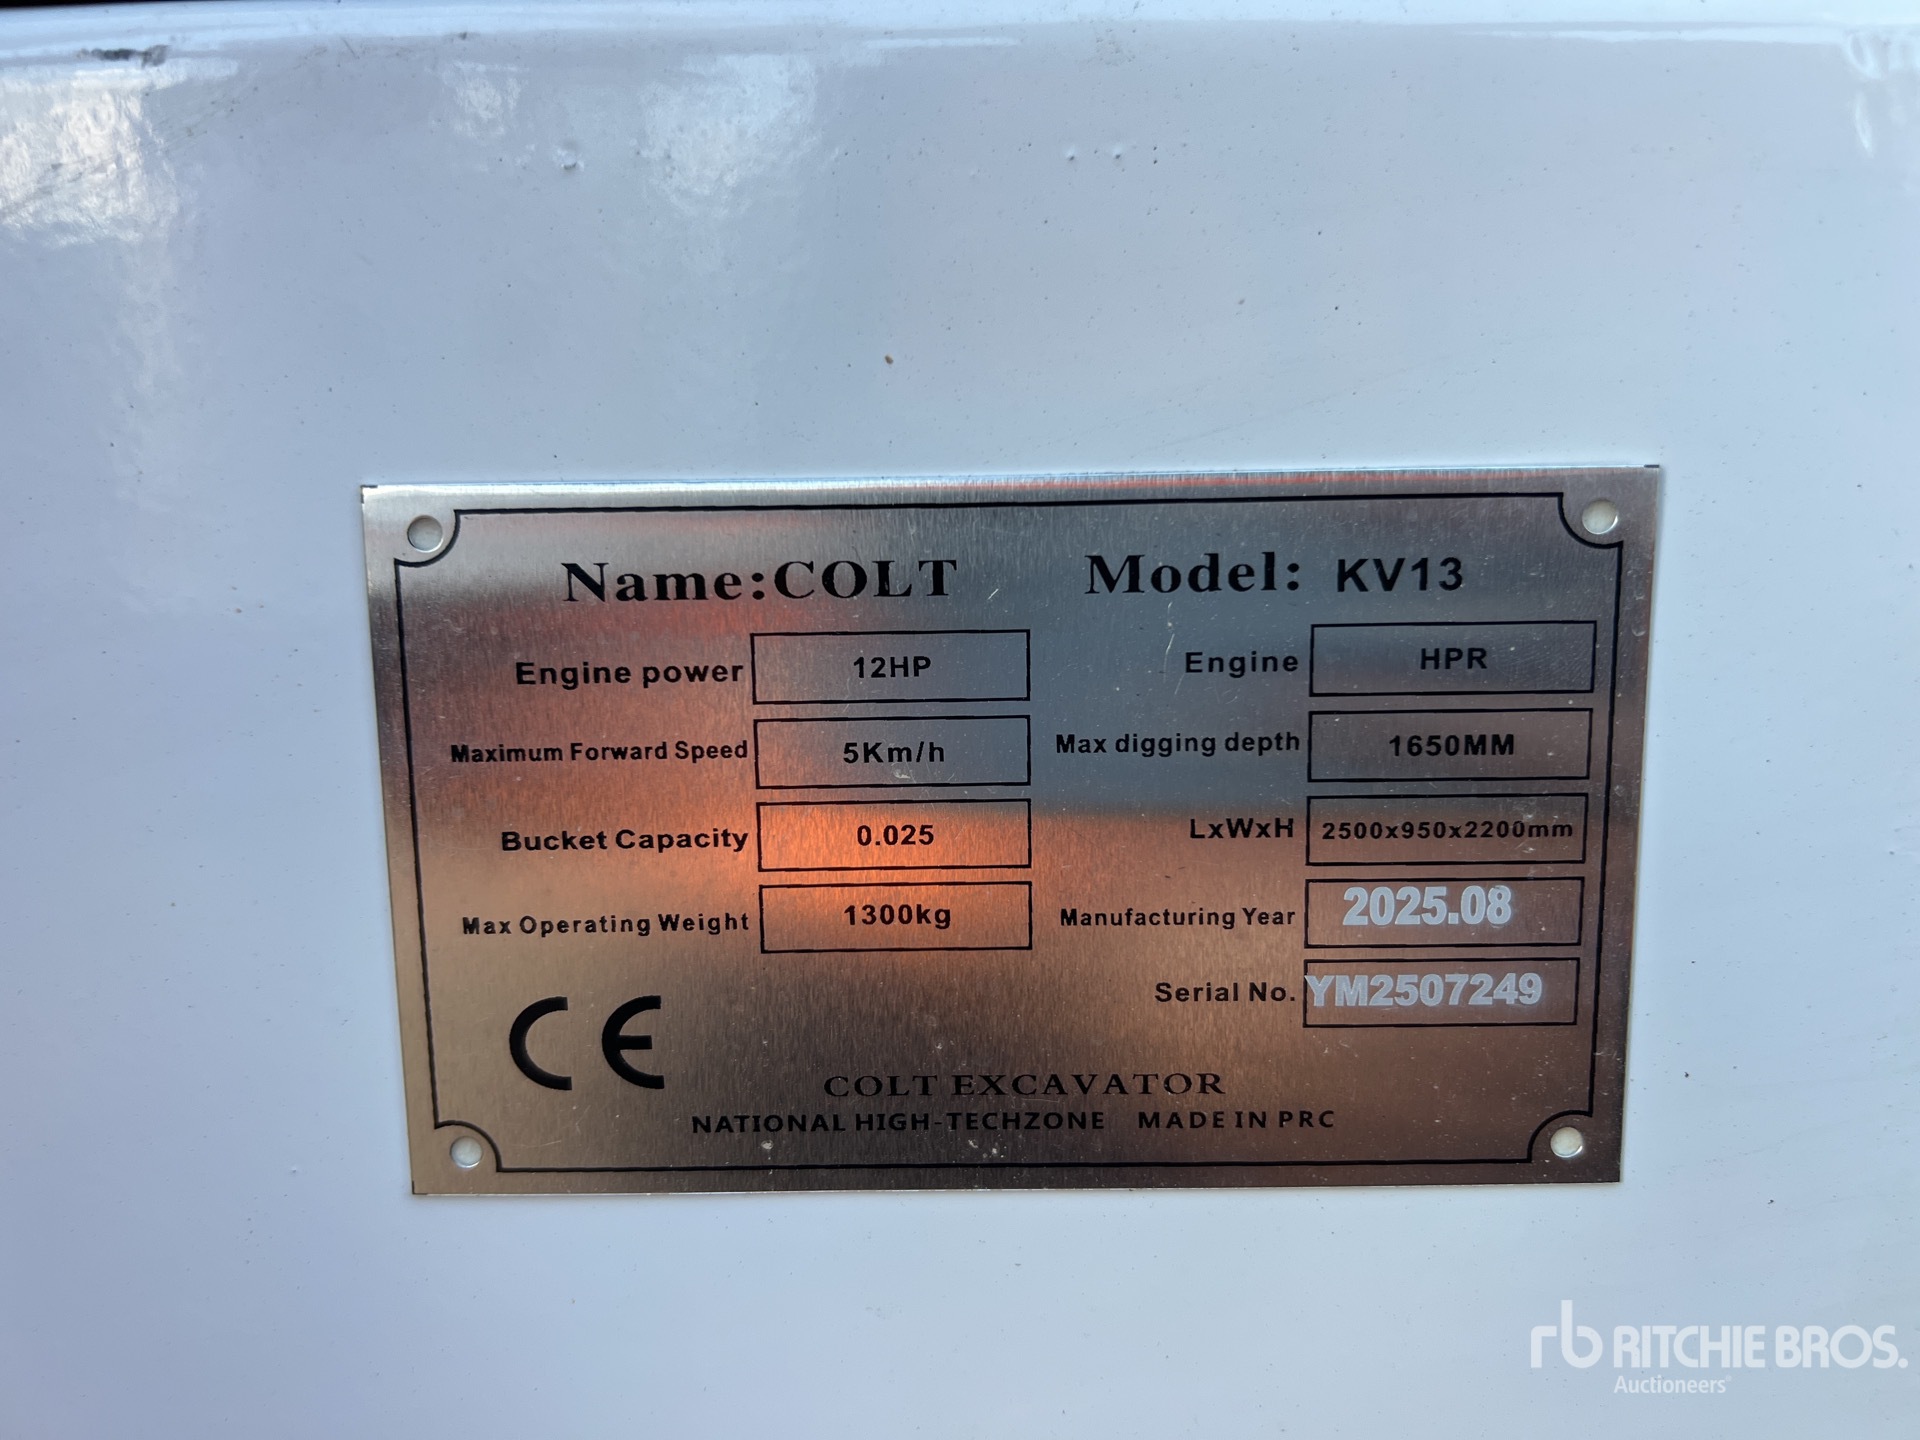 Name:COLT Model: KV13
Engine power 12HP Engine HPR
Maximum Forward Speed 5Km/h Max digging depth 1650MM
Bucket Capacity 0.025 LxWxH 2500x950x2200mm
Max Operating Weight 1300kg Manufacturing Year 2025.08
Serial No. YM2507249
CE
COLT EXCAVATOR
NATIONAL HIGH-TECHZONE MADE IN PRC
rb RITCHIE BROS.
Auctioneers